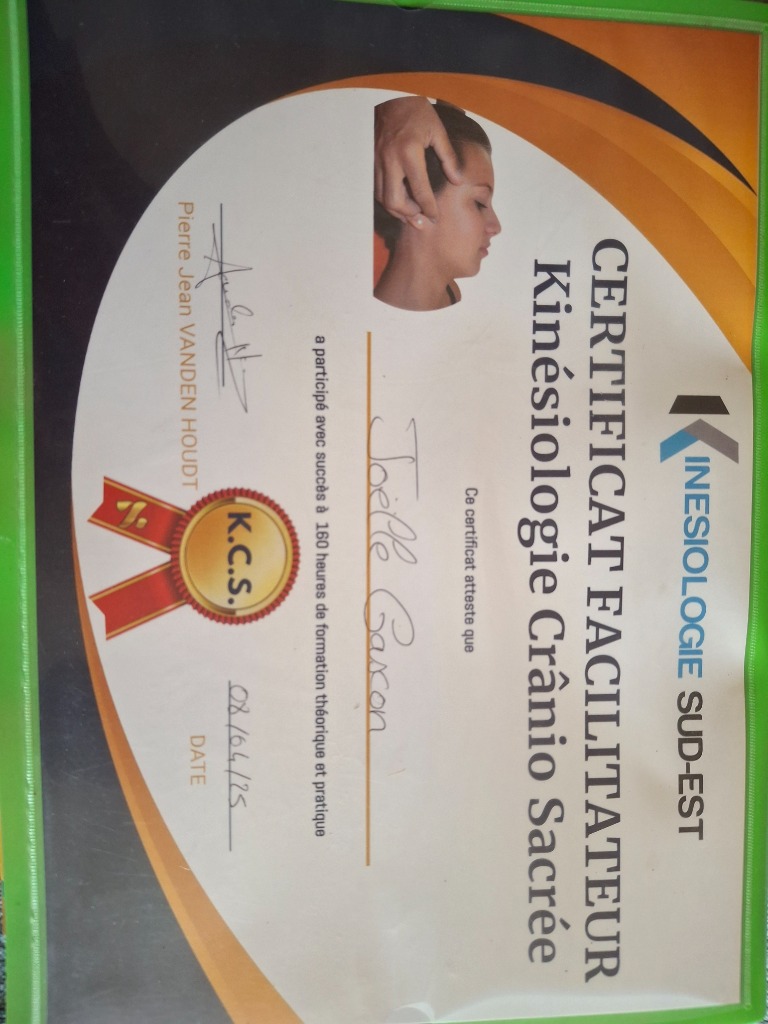 KINESIOLOGIE SUD-EST
CERTIFICAT FACILITATEUR
Kinésiologie Crânio Sacrée
Ce certificat atteste que
Joëlle Garcon
a participé avec succès à 160 heures de formation théorique et pratique
K.C.S.
08/04/25
Pierre Jean VANDEN HOUDT
DATE